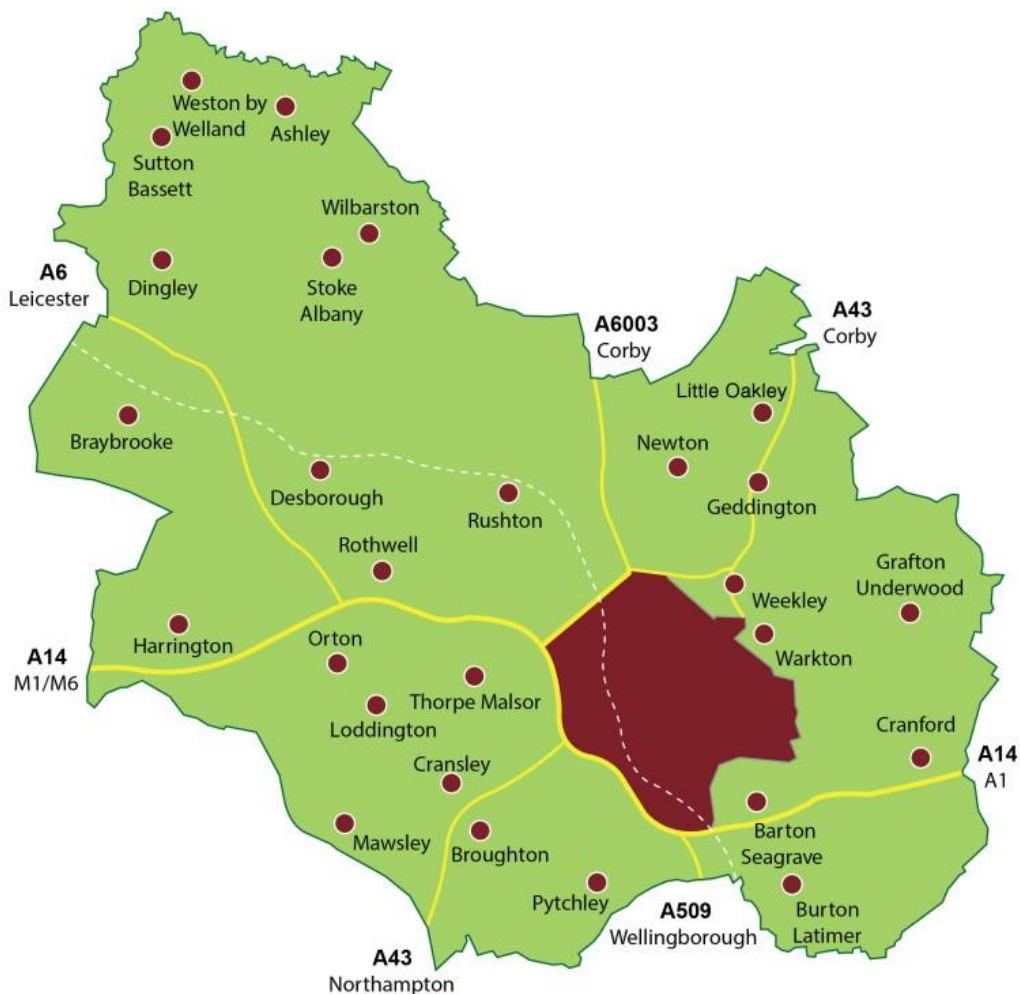 Weston by
Welland
Ashley
Sutton
Bassett
Wilbarston
A6
Leicester
Dingley
Stoke
Albany
A6003
Corby
A43
Corby
Little Oakley
Braybrooke
Newton
Desborough
Rushton
Geddington
Rothwell
Grafton
Underwood
Weekley
Harrington
Orton
Warkton
A14
M1/M6
Thorpe Malsor
Loddington
Cranford
Cransley
A14
A1
Mawsley
Broughton
Barton
Seagrave
Pytchley
A509
Wellingborough
Burton
Latimer
A43
Northampton